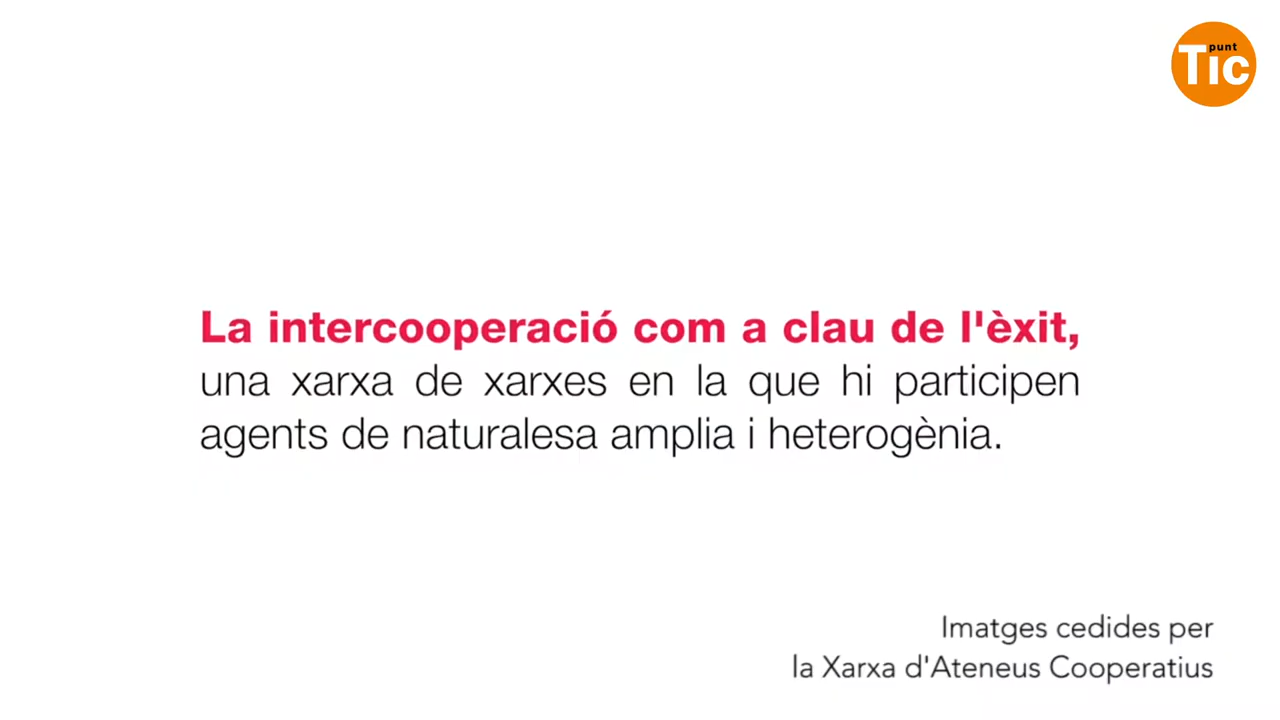 punt
Tic
La intercooperació com a clau de l'èxit,
una xarxa de xarxes en la que hi participen
agents de naturalesa amplia i heterogènia.
Imatges cedides per
la Xarxa d'Ateneus Cooperatius